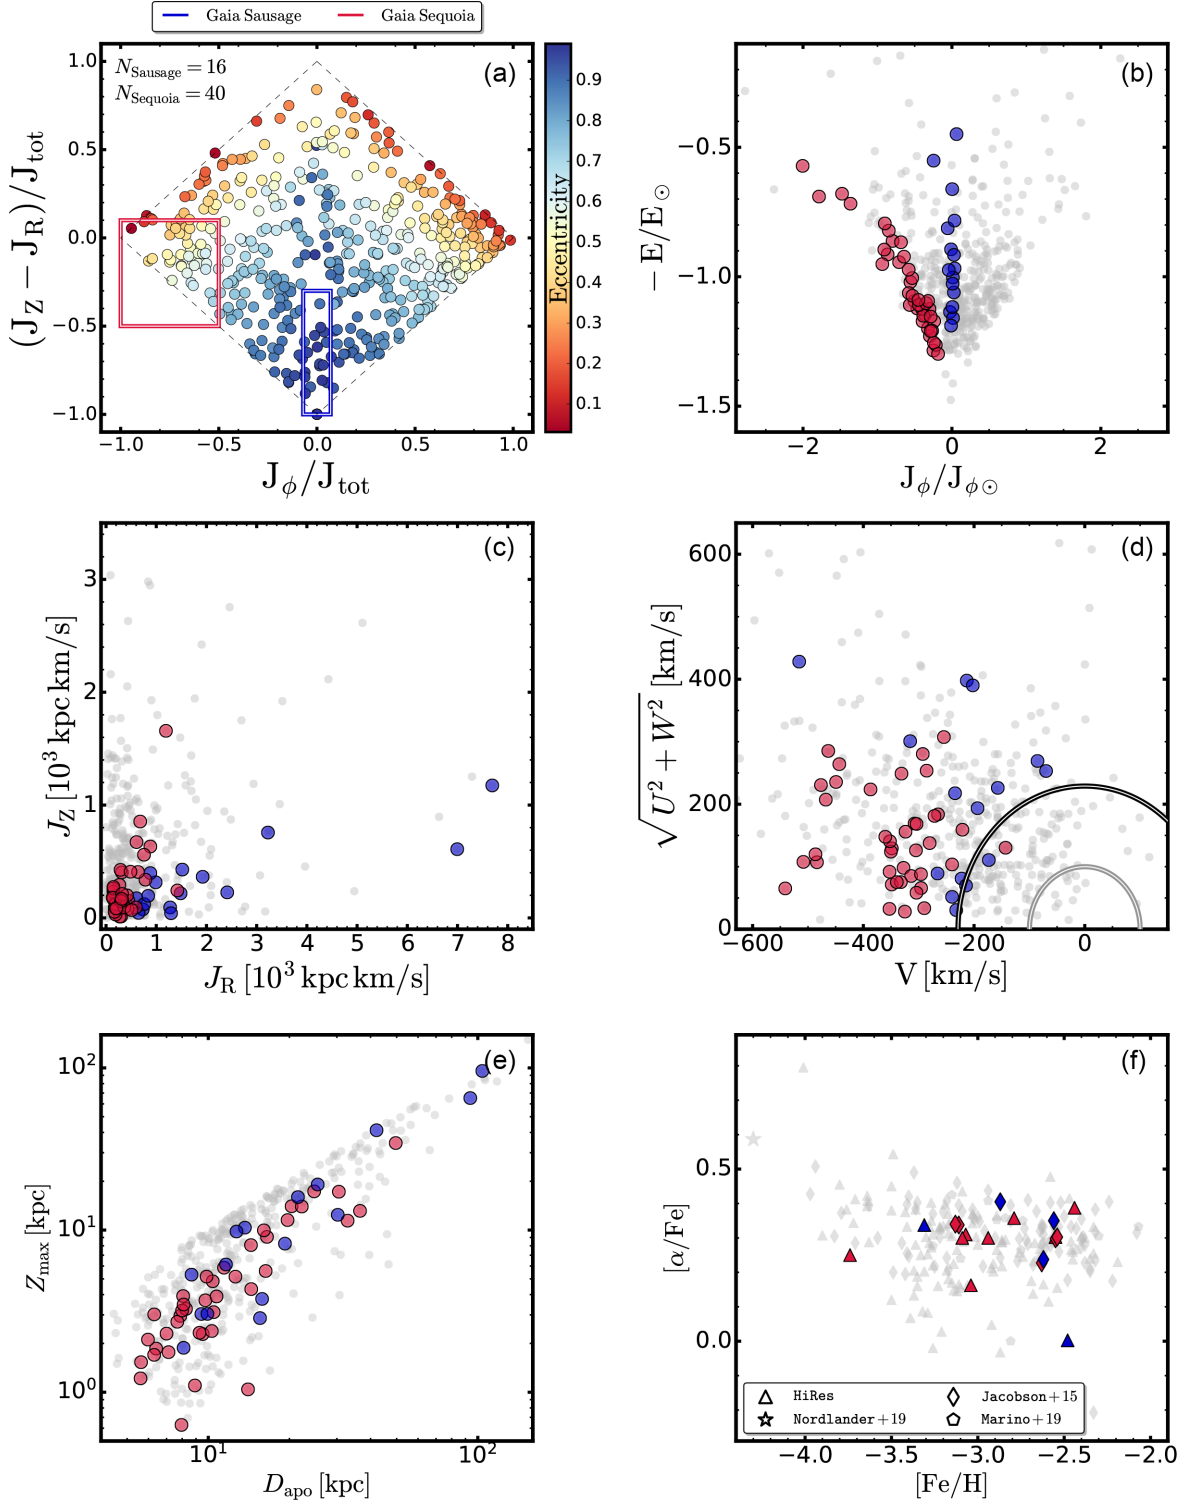 Gaia Sausage
Gaia Sequoia
(a)
N_Sausage = 16
N_Sequoia = 40
1.0
0.5
0.0
−0.5
−1.0
(J_Z − J_R)/J_tot
−1.0
−0.5
0.0
0.5
1.0
J_ϕ/J_tot
0.9
0.8
0.7
0.6
0.5
0.4
0.3
0.2
0.1
Eccentricity
(b)
−0.5
−1.0
−1.5
−E/E_⊙
−2
0
2
J_ϕ/J_ϕ⊙
(c)
3
2
1
0
J_Z [10^3 kpc km/s]
0
1
2
3
4
5
6
7
8
J_R [10^3 kpc km/s]
(d)
600
400
200
0
√U^2 + W^2 [km/s]
−600
−400
−200
0
V [km/s]
(e)
10^2
10^1
10^0
Z_max [kpc]
10^1
10^2
D_apo [kpc]
(f)
0.5
0.0
[α/Fe]
HiRes
Nordlander+19
Jacobson+15
Marino+19
−4.0
−3.5
−3.0
−2.5
−2.0
[Fe/H]